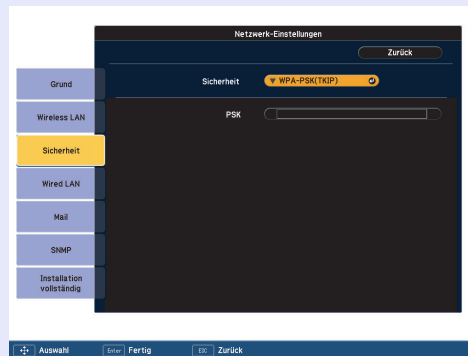 Netzwerk-Einstellungen
Zurück
Grund
Sicherheit WPA-PSK(TKIP)
Wireless LAN
PSK
Sicherheit
Wired LAN
Mail
SNMP
Installation
vollständig
Auswahl Enter Fertig ESC Zurück